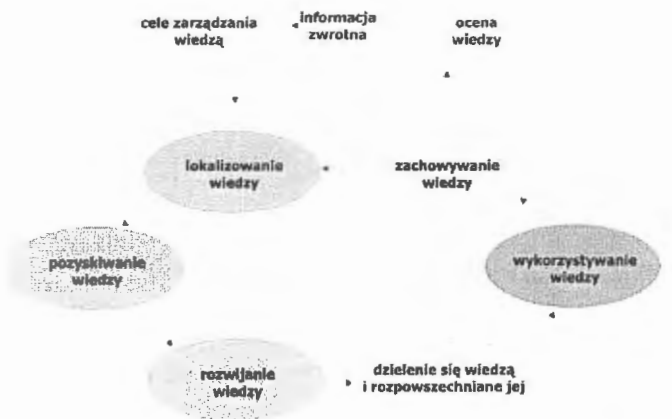 cele zarządzania
wiedzą
informacja
zwrotna
ocena
wiedzy
lokalizowanie
wiedzy
zachowywanie
wiedzy
pozyskiwanie
wiedzy
wykorzystywanie
wiedzy
rozwijanie
wiedzy
dzielenie się wiedzą
i rozpowszechniane jej